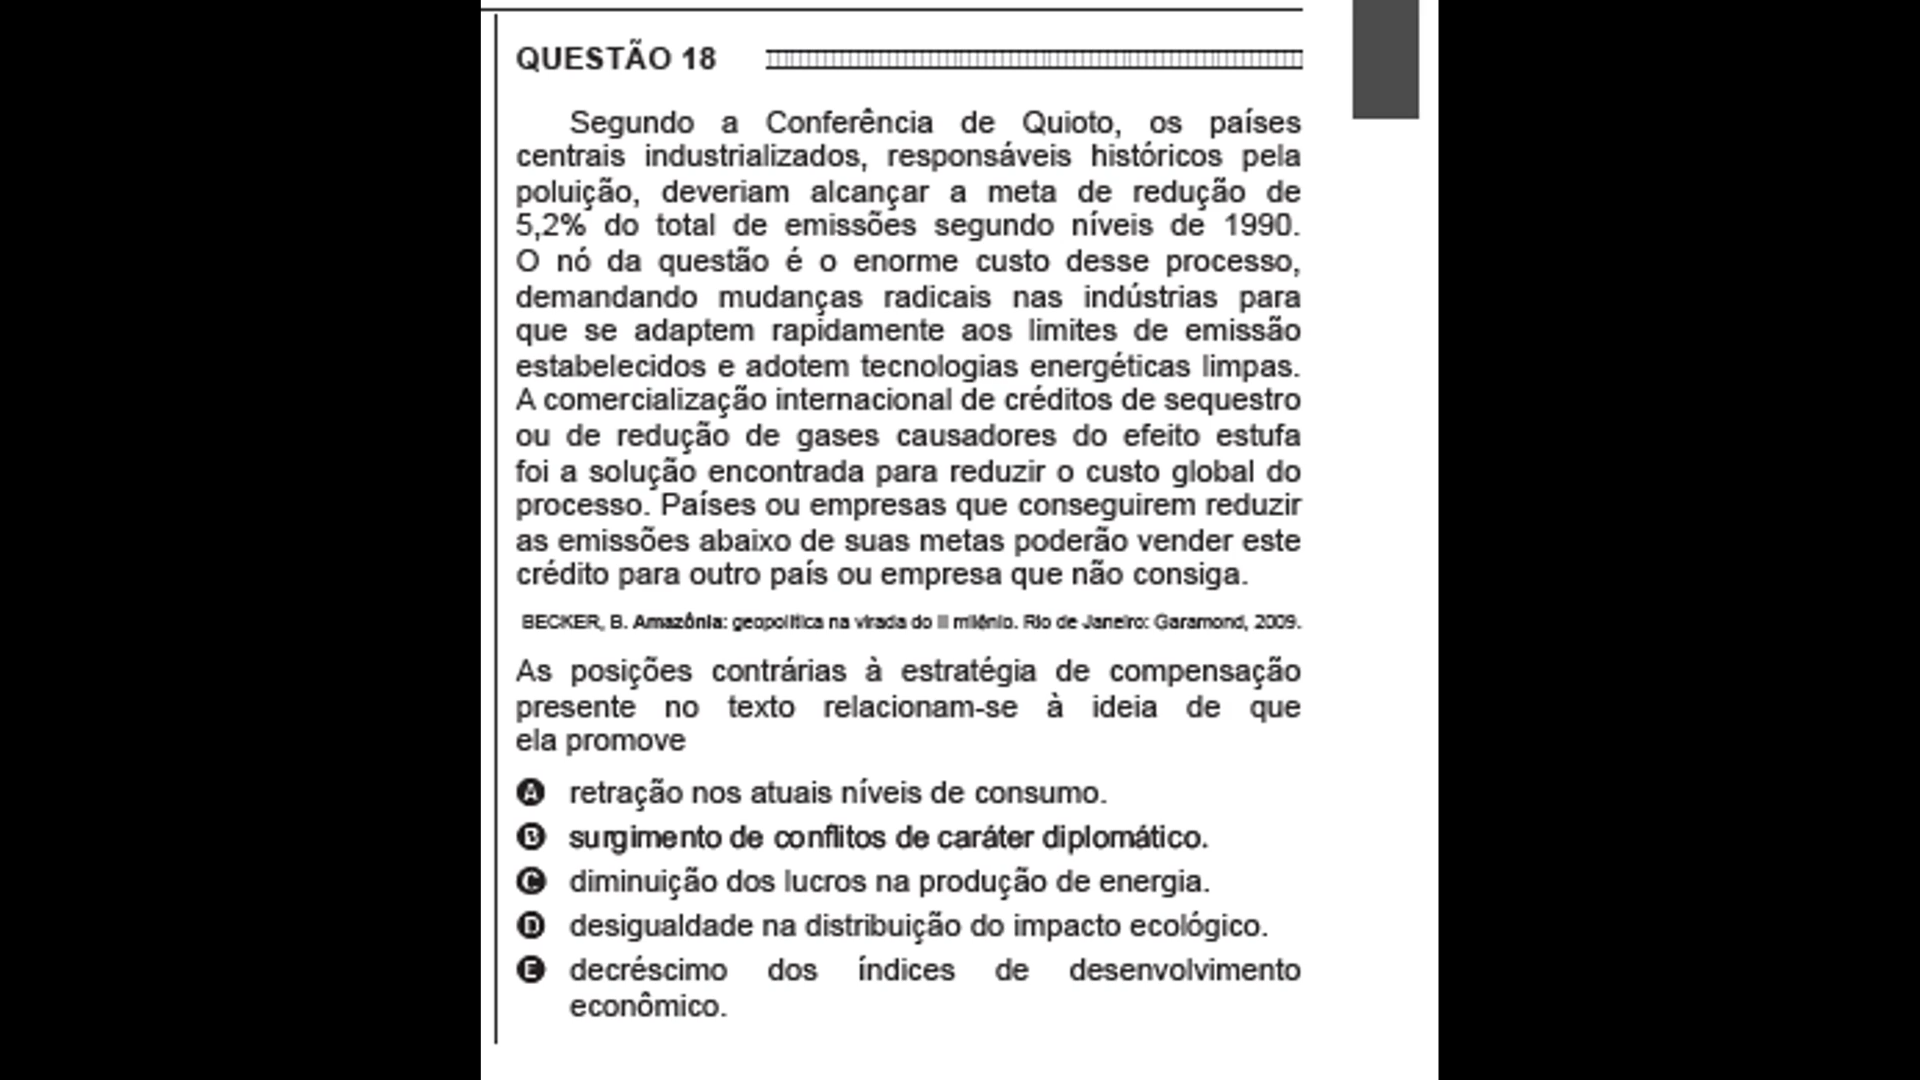 QUESTÃO 18
Segundo a Conferência de Quioto, os países
centrais industrializados, responsáveis históricos pela
poluição, deveriam alcançar a meta de redução de
5,2% do total de emissões segundo níveis de 1990.
O nó da questão é o enorme custo desse processo,
demandando mudanças radicais nas indústrias para
que se adaptem rapidamente aos limites de emissão
estabelecidos e adotem tecnologias energéticas limpas.
A comercialização internacional de créditos de sequestro
ou de redução de gases causadores do efeito estufa
foi a solução encontrada para reduzir o custo global do
processo. Países ou empresas que conseguirem reduzir
as emissões abaixo de suas metas poderão vender este
crédito para outro país ou empresa que não consiga.
BECKER, B. Amazônia: geopolítica na virada do II milênio. Rio de Janeiro: Garamond, 2009.
As posições contrárias à estratégia de compensação
presente no texto relacionam-se à ideia de que
ela promove
A retração nos atuais níveis de consumo.
B surgimento de conflitos de caráter diplomático.
C diminuição dos lucros na produção de energia.
D desigualdade na distribuição do impacto ecológico.
E decréscimo dos índices de desenvolvimento
econômico.